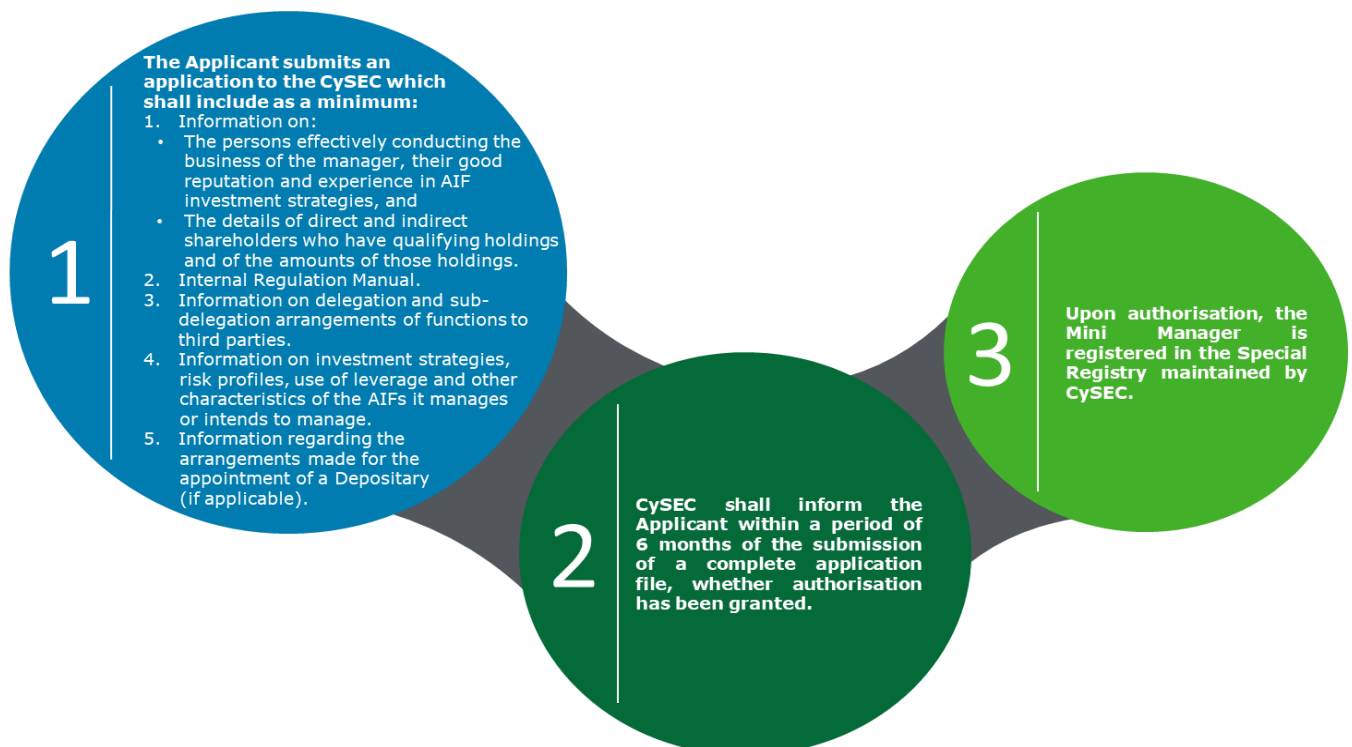 1
The Applicant submits an
application to the CySEC which
shall include as a minimum:
1. Information on:
• The persons effectively conducting the
business of the manager, their good
reputation and experience in AIF
investment strategies, and
• The details of direct and indirect
shareholders who have qualifying holdings
and of the amounts of those holdings.
2. Internal Regulation Manual.
3. Information on delegation and sub-
delegation arrangements of functions to
third parties.
4. Information on investment strategies,
risk profiles, use of leverage and other
characteristics of the AIFs it manages
or intends to manage.
5. Information regarding the
arrangements made for the
appointment of a Depositary
(if applicable).
2
CySEC shall inform the
Applicant within a period of
6 months of the submission
of a complete application
file, whether authorisation
has been granted.
3
Upon authorisation, the
Mini Manager is
registered in the Special
Registry maintained by
CySEC.